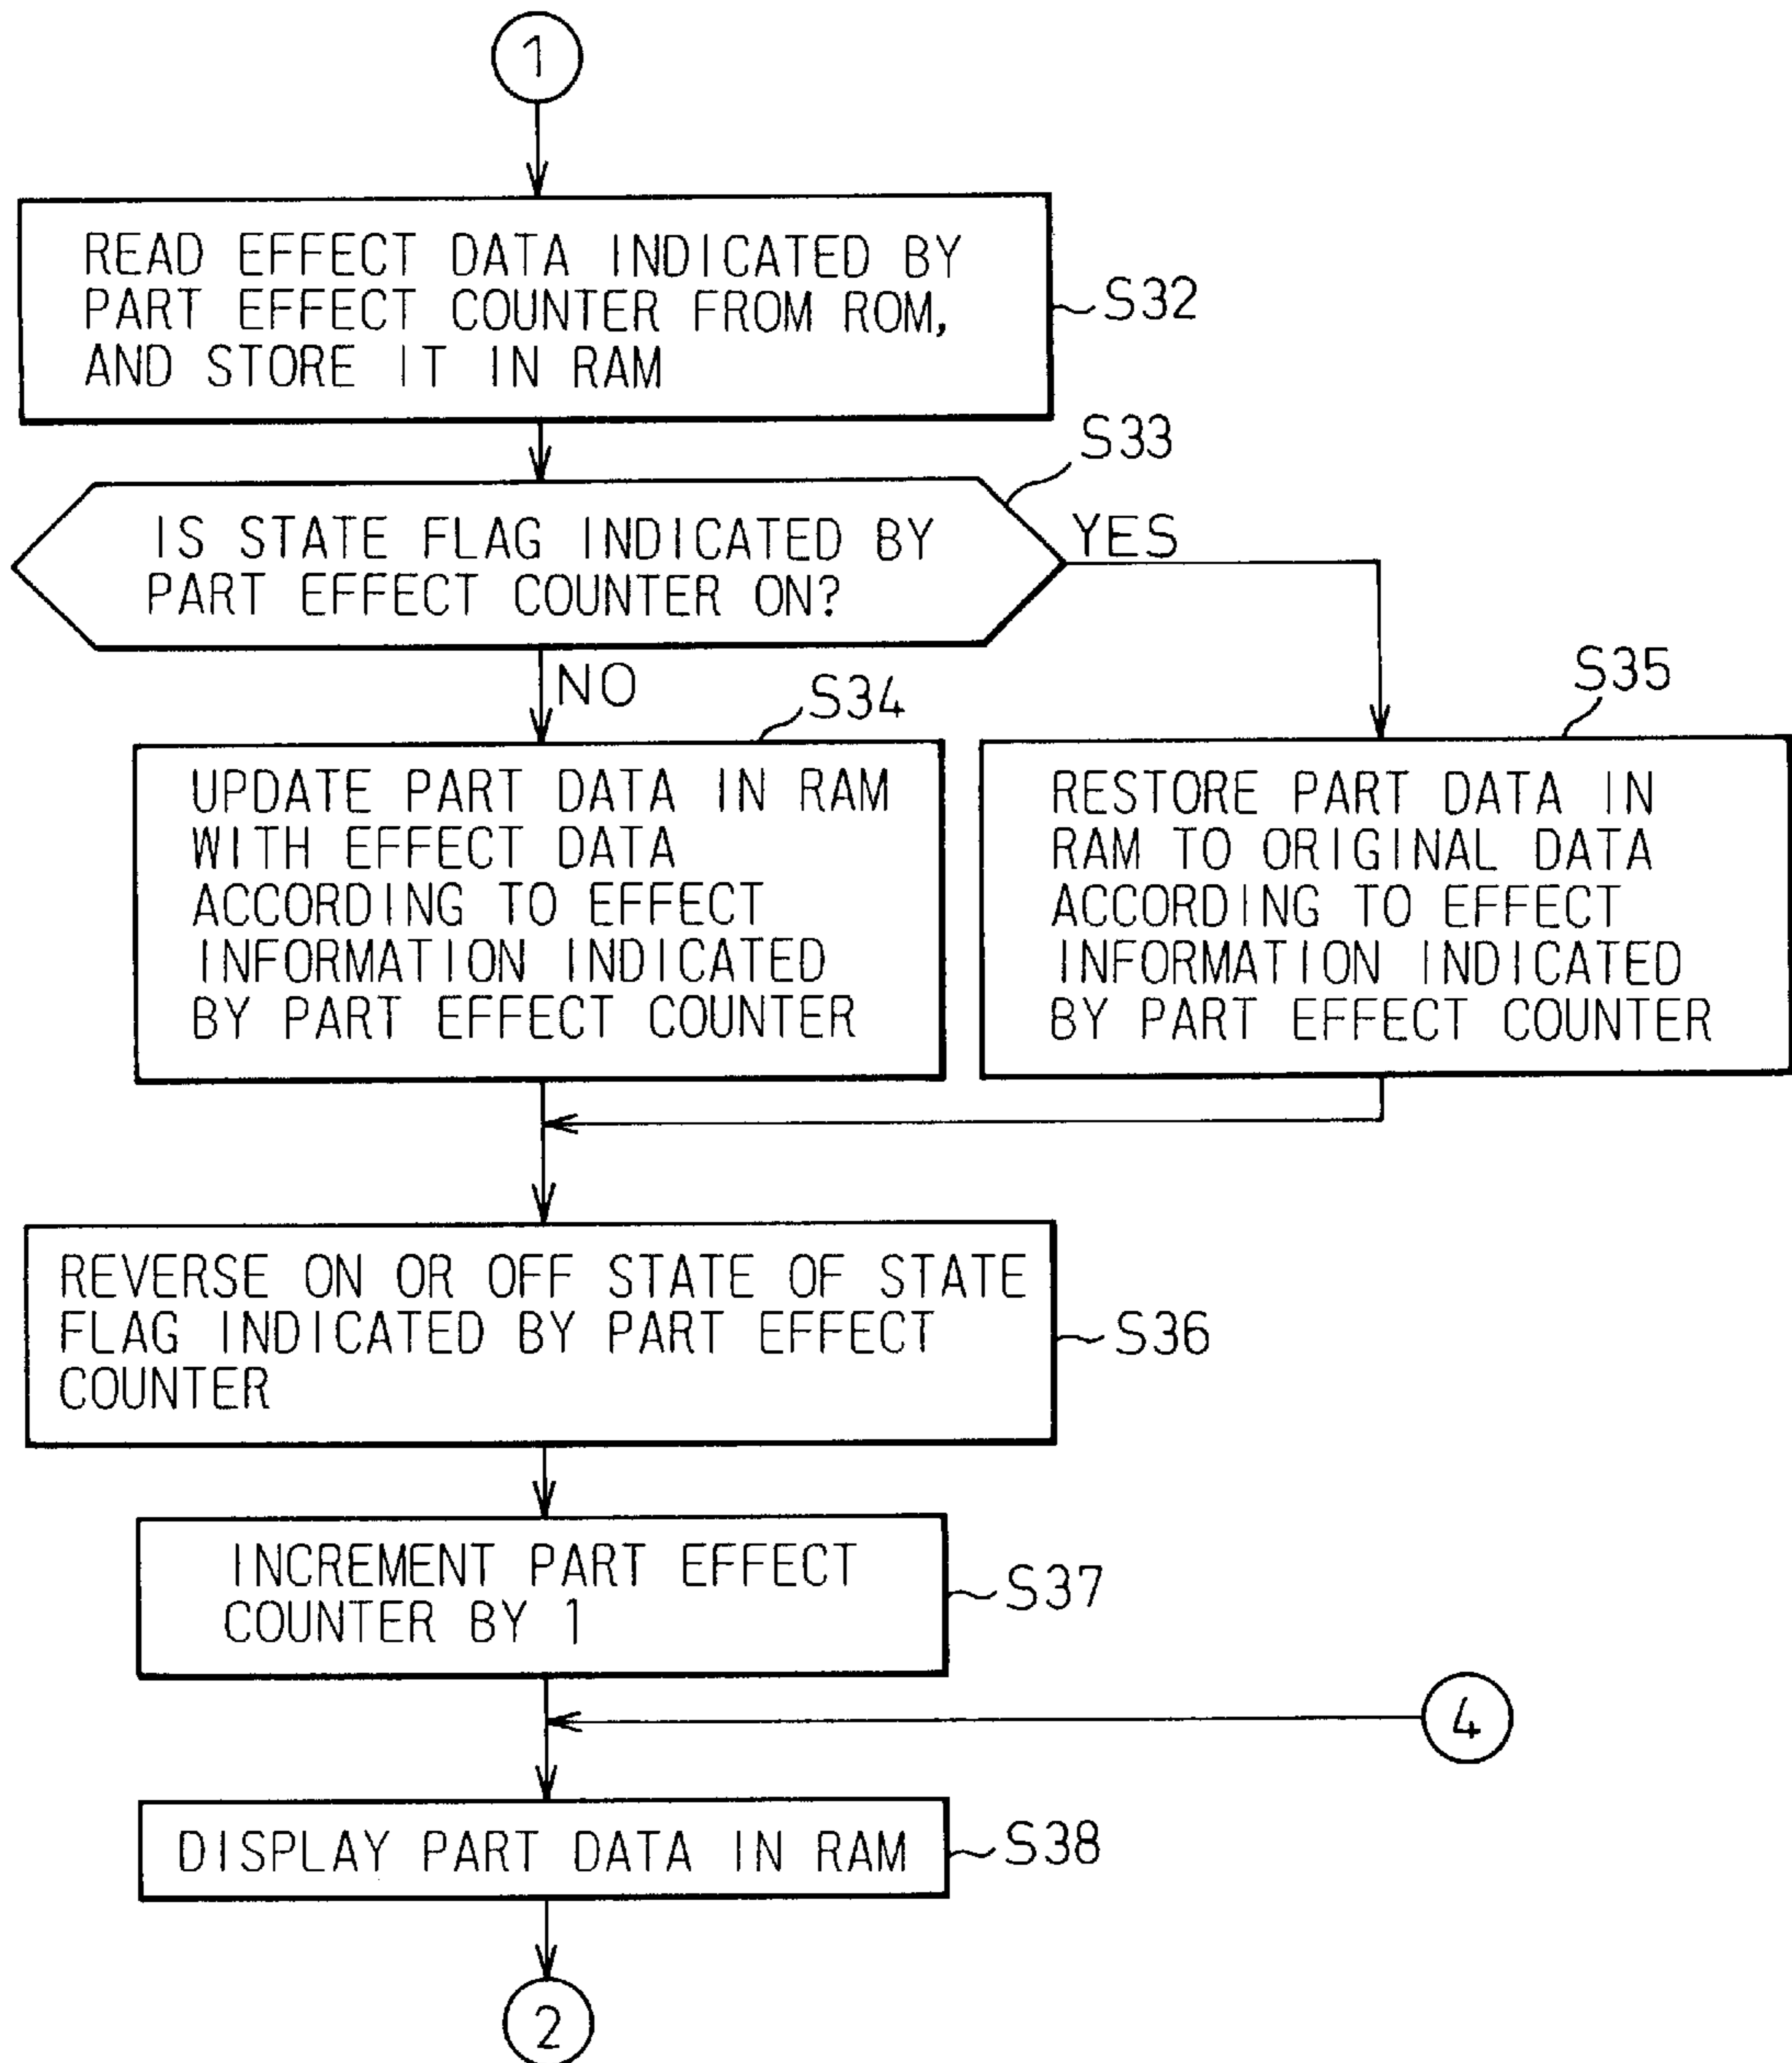 1
READ EFFECT DATA INDICATED BY
PART EFFECT COUNTER FROM ROM,
AND STORE IT IN RAM
S32
S33
IS STATE FLAG INDICATED BY
PART EFFECT COUNTER ON?
YES
NO
S34
UPDATE PART DATA IN RAM
WITH EFFECT DATA
ACCORDING TO EFFECT
INFORMATION INDICATED
BY PART EFFECT COUNTER
S35
RESTORE PART DATA IN
RAM TO ORIGINAL DATA
ACCORDING TO EFFECT
INFORMATION INDICATED
BY PART EFFECT COUNTER
REVERSE ON OR OFF STATE OF STATE
FLAG INDICATED BY PART EFFECT
COUNTER
S36
INCREMENT PART EFFECT
COUNTER BY 1
S37
4
DISPLAY PART DATA IN RAM
S38
2